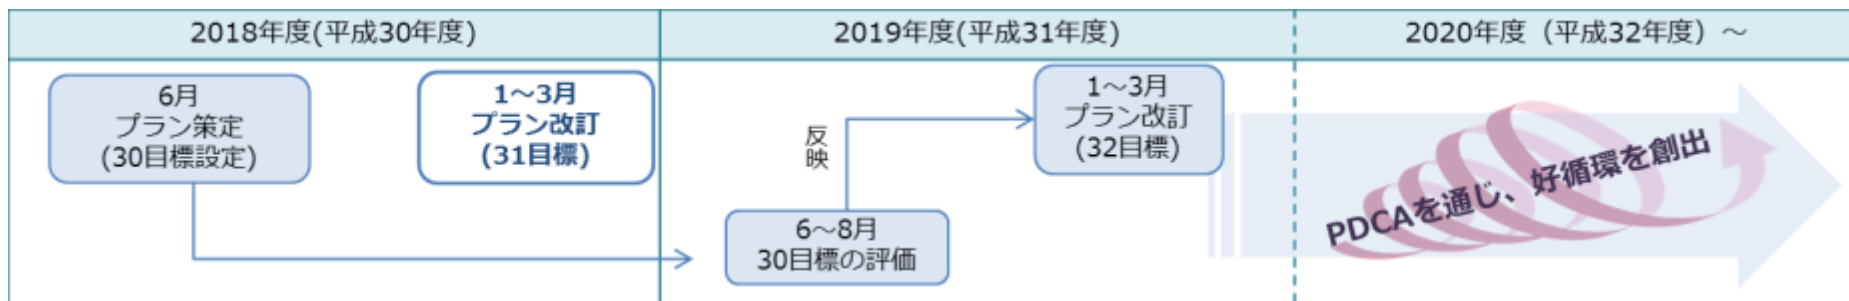 2018年度(平成30年度)
2019年度(平成31年度)
2020年度（平成32年度）～
6月
プラン策定
(30目標設定)
1～3月
プラン改訂
(31目標)
6～8月
30目標の評価
反映
1～3月
プラン改訂
(32目標)
PDCAを通じ、好循環を創出